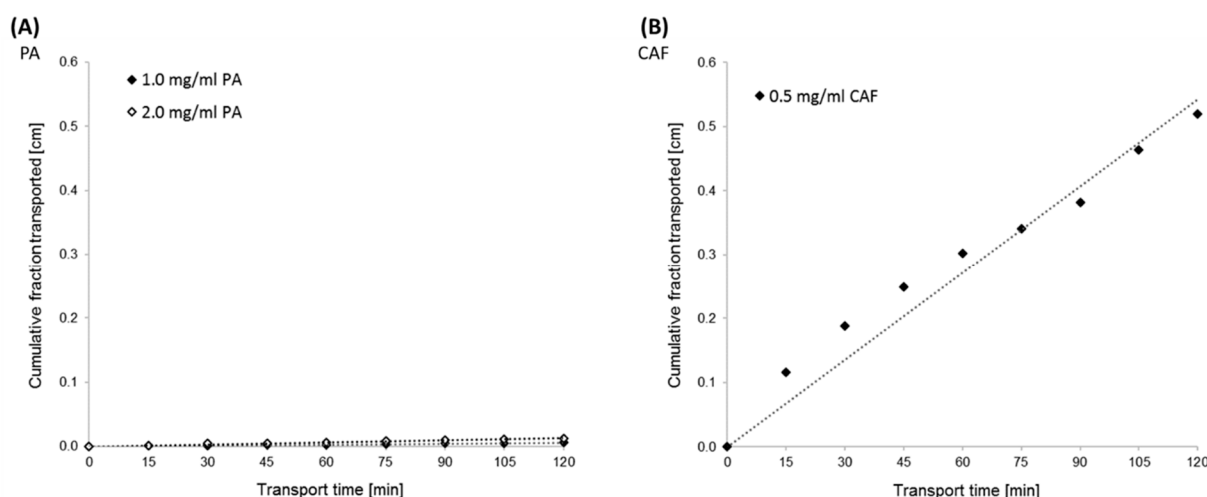 (A)
PA
0.6
0.5
0.4
0.3
0.2
0.1
0.0
Cumulative fraction transported [cm]
◆ 1.0 mg/ml PA
◇ 2.0 mg/ml PA
0 15 30 45 60 75 90 105 120
Transport time [min]
(B)
CAF
0.6
0.5
0.4
0.3
0.2
0.1
0.0
Cumulative fraction transported [cm]
◆ 0.5 mg/ml CAF
0 15 30 45 60 75 90 105 120
Transport time [min]